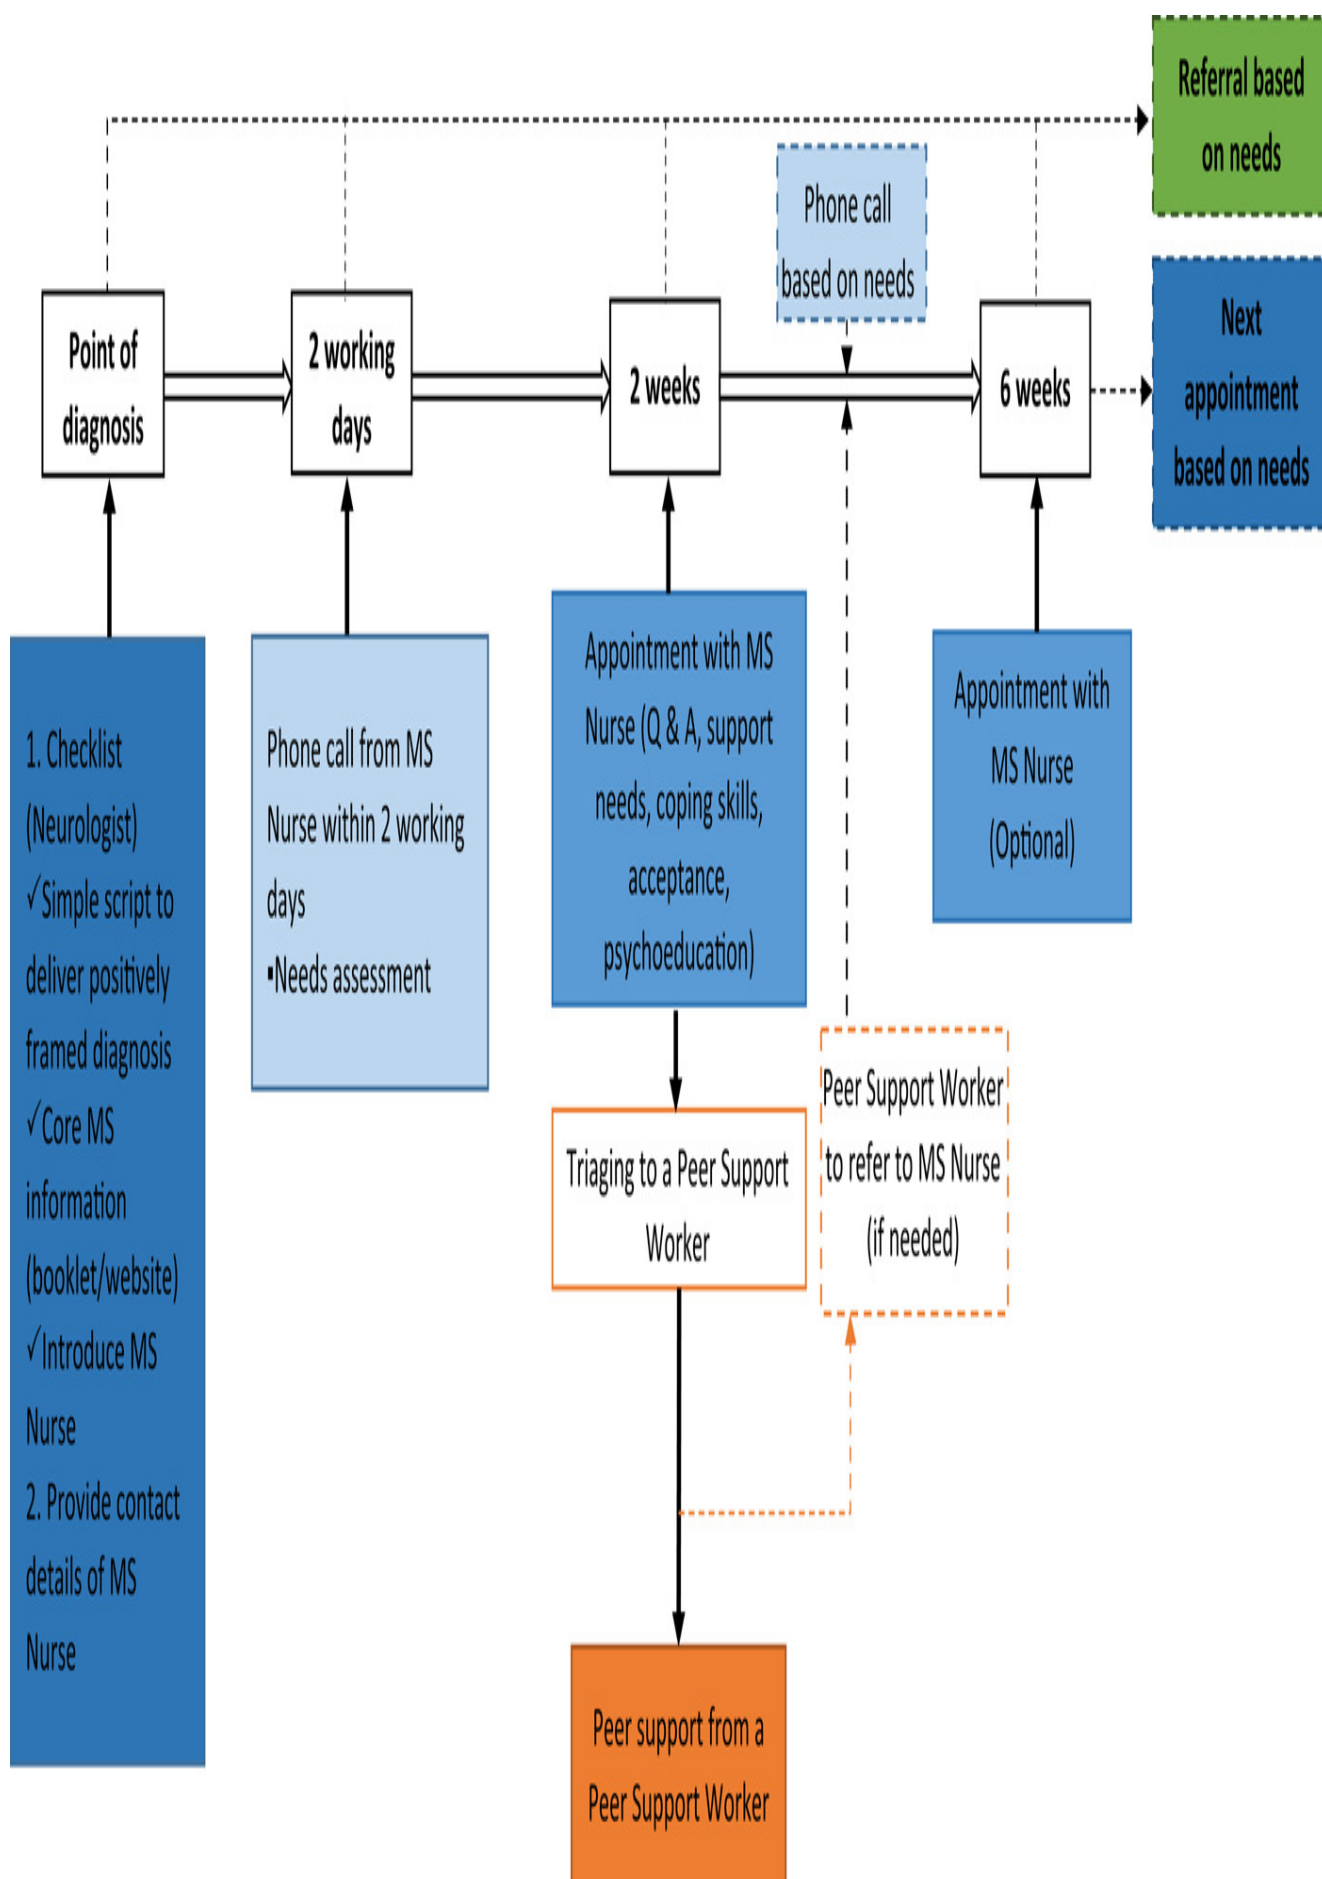 Referral based
on needs
Phone call
based on needs
Next
appointment
based on needs
Point of
diagnosis
2 working
days
2 weeks
6 weeks
1. Checklist
(Neurologist)
✓Simple script to
deliver positively
framed diagnosis
✓Core MS
information
(booklet/website)
✓Introduce MS
Nurse
2. Provide contact
details of MS
Nurse
Phone call from MS
Nurse within 2 working
days
▪Needs assessment
Appointment with MS
Nurse (Q & A, support
needs, coping skills,
acceptance,
psychoeducation)
Appointment with
MS Nurse
(Optional)
Triaging to a Peer Support
Worker
Peer Support Worker
to refer to MS Nurse
(if needed)
Peer support from a
Peer Support Worker